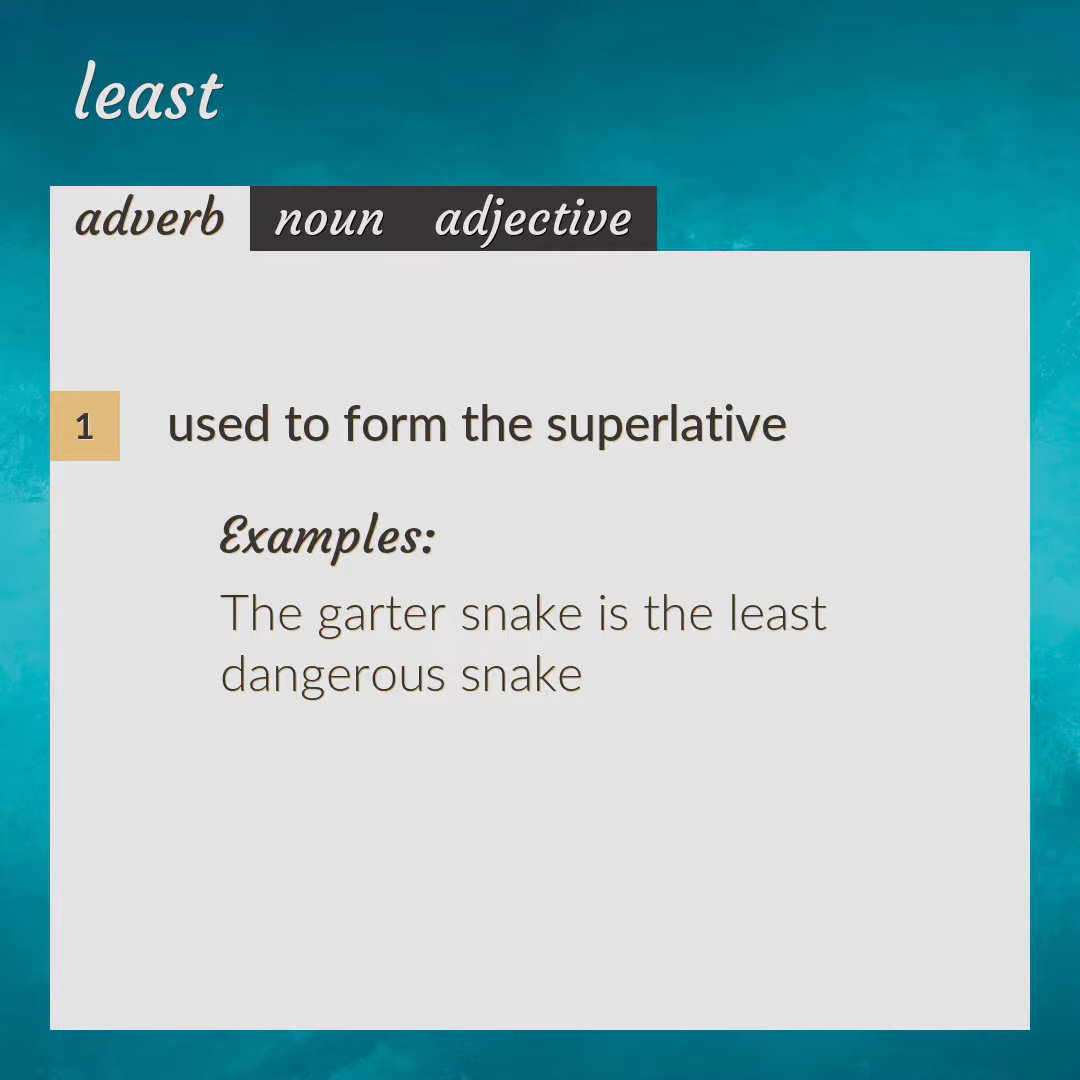 least
adverb noun adjective
1 used to form the superlative
Examples:
The garter snake is the least
dangerous snake